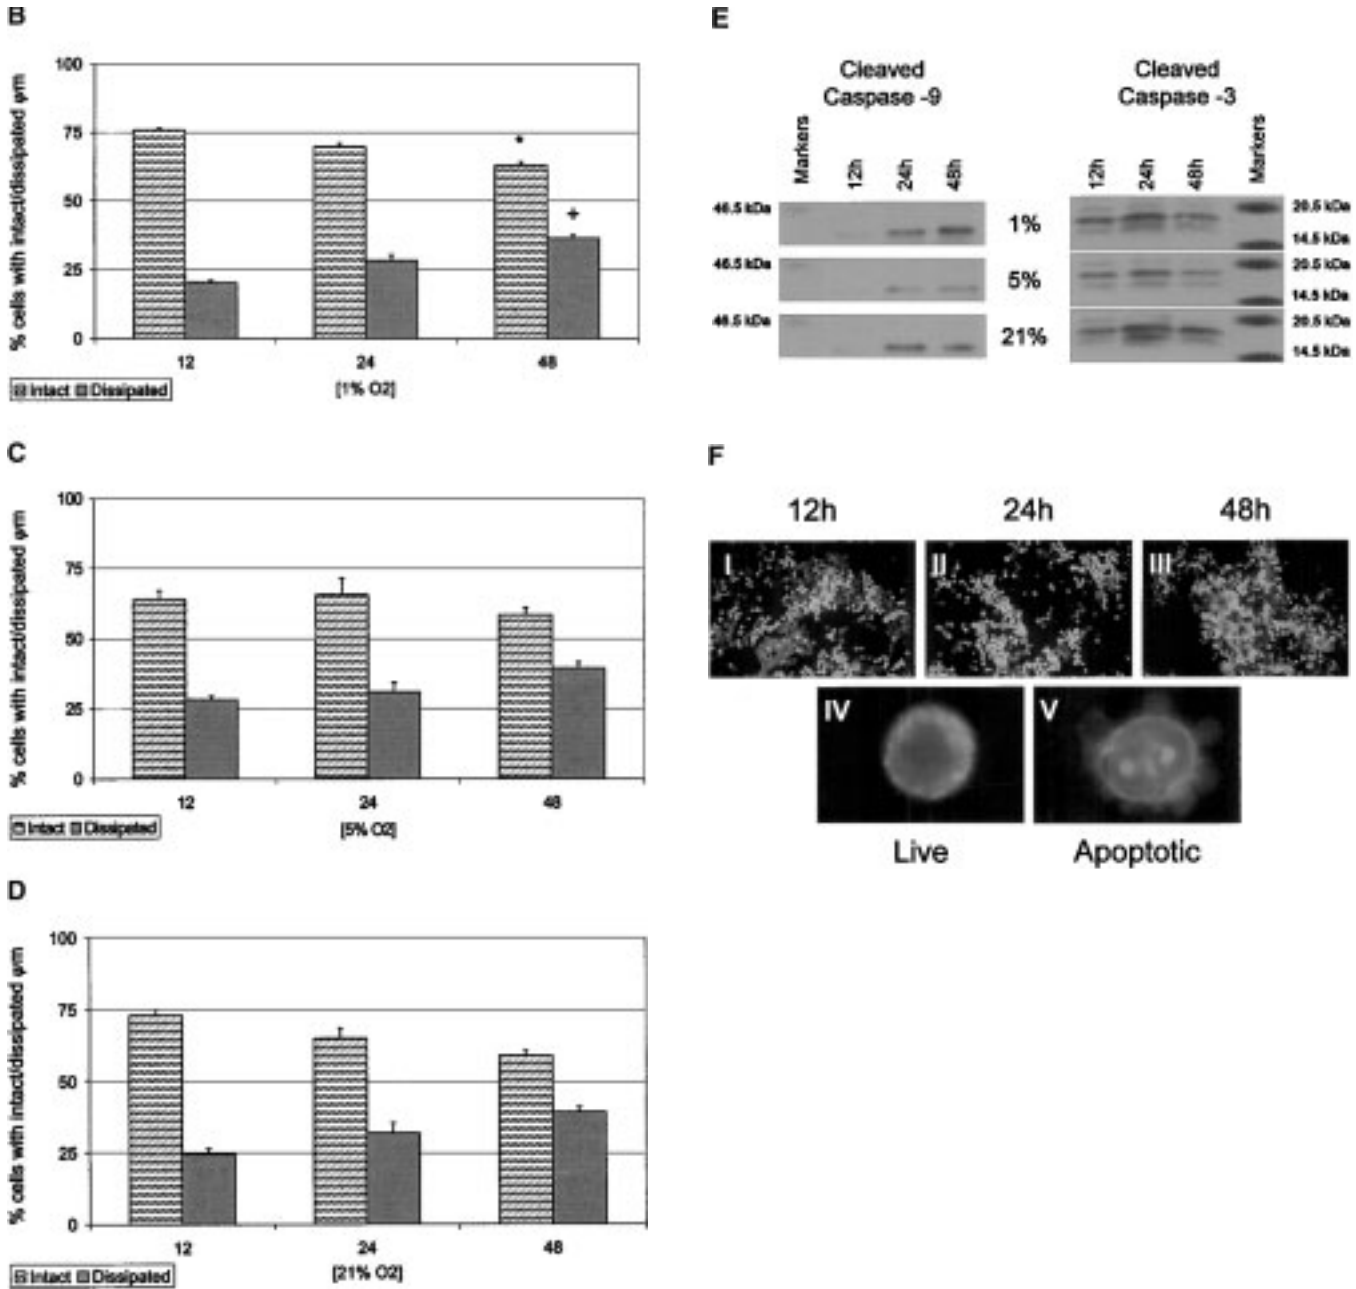 B
% cells with intact/dissipated φm
100
75
50
25
0
*
+
12
24
48
Intact Dissipated
[1% O2]
C
% cells with intact/dissipated φm
100
75
50
25
0
12
24
48
Intact Dissipated
[5% O2]
D
% cells with intact/dissipated φm
100
75
50
25
0
12
24
48
Intact Dissipated
[21% O2]
E
Cleaved
Caspase -9
Cleaved
Caspase -3
Markers
12h
24h
48h
12h
24h
48h
Markers
46.5 kDa
1%
20.5 kDa
14.5 kDa
46.5 kDa
5%
20.5 kDa
14.5 kDa
46.5 kDa
21%
20.5 kDa
14.5 kDa
F
12h
24h
48h
I
II
III
IV
V
Live
Apoptotic